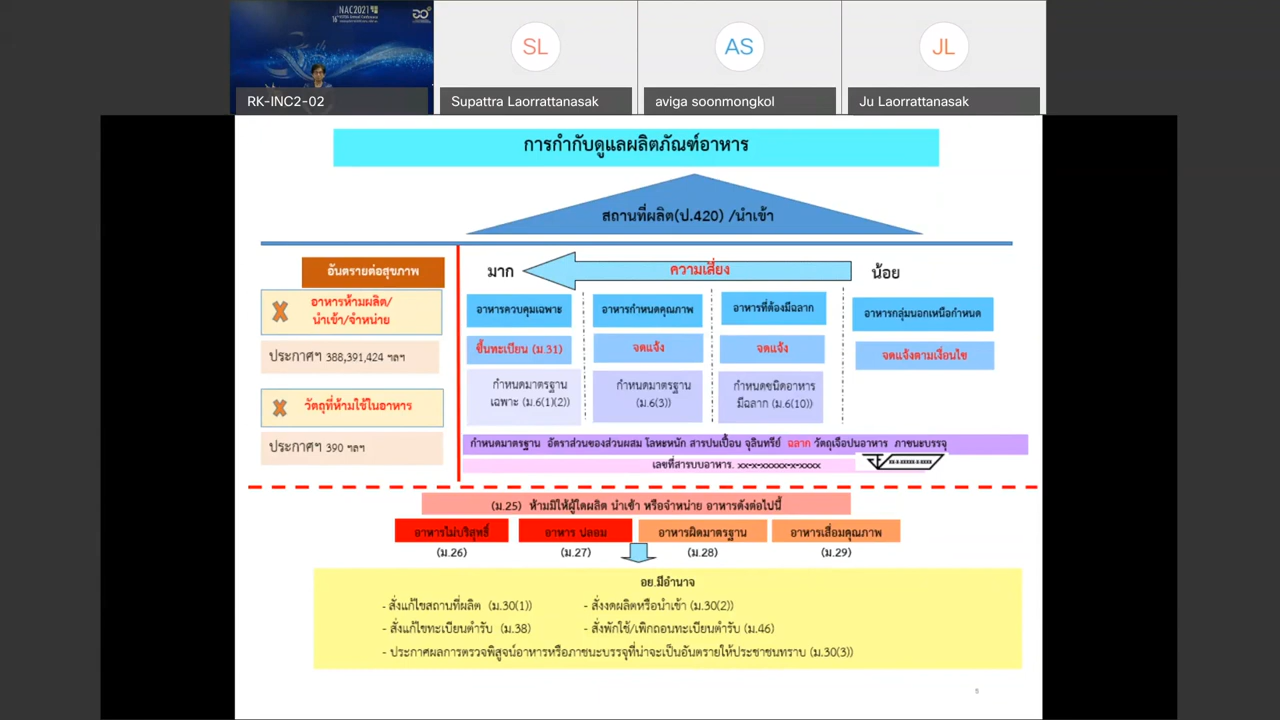 NAC2021
SL
AS
JL
RK-INC2-02
Supattra Laorrattanasak
aviga soonmongkol
Ju Laorrattanasak
การกำกับดูแลผลิตภัณฑ์อาหาร
สถานที่ผลิต(ป.420) /นำเข้า
อันตรายต่อสุขภาพ
มาก
ความเสี่ยง
น้อย
อาหารห้ามผลิต/
นำเข้า/จำหน่าย
อาหารควบคุมเฉพาะ
อาหารกำหนดคุณภาพ
อาหารที่ต้องมีฉลาก
อาหารกลุ่มนอกเหนือกำหนด
ประกาศฯ 388,391,424 ฯลฯ
ขึ้นทะเบียน (ม.31)
จดแจ้ง
จดแจ้ง
จดแจ้งตามเงื่อนไข
วัตถุที่ห้ามใช้ในอาหาร
กำหนดมาตรฐาน
เฉพาะ (ม.6(1)(2))
กำหนดมาตรฐาน
(ม.6(3))
กำหนดชนิดอาหาร
มีฉลาก (ม.6(10))
ประกาศฯ 390 ฯลฯ
กำหนดมาตรฐาน อัตราส่วนของส่วนผสม โลหะหนัก สารปนเปื้อน จุลินทรีย์ ฉลาก วัตถุเจือปนอาหาร ภาชนะบรรจุ
เลขที่สารบบอาหาร. xx-x-xxxxx-x-xxxx
(ม.25) ห้ามมิให้ผู้ใดผลิต นำเข้า หรือจำหน่าย อาหารดังต่อไปนี้
อาหารไม่บริสุทธิ์
อาหาร ปลอม
อาหารผิดมาตรฐาน
อาหารเสื่อมคุณภาพ
(ม.26)
(ม.27)
(ม.28)
(ม.29)
อย.มีอำนาจ
- สั่งแก้ไขสถานที่ผลิต (ม.30(1))
- สั่งงดผลิตหรือนำเข้า (ม.30(2))
- สั่งแก้ไขทะเบียนตำรับ (ม.38)
- สั่งพักใช้/เพิกถอนทะเบียนตำรับ (ม.46)
- ประกาศผลการตรวจพิสูจน์อาหารหรือภาชนะบรรจุที่น่าจะเป็นอันตรายให้ประชาชนทราบ (ม.30(3))